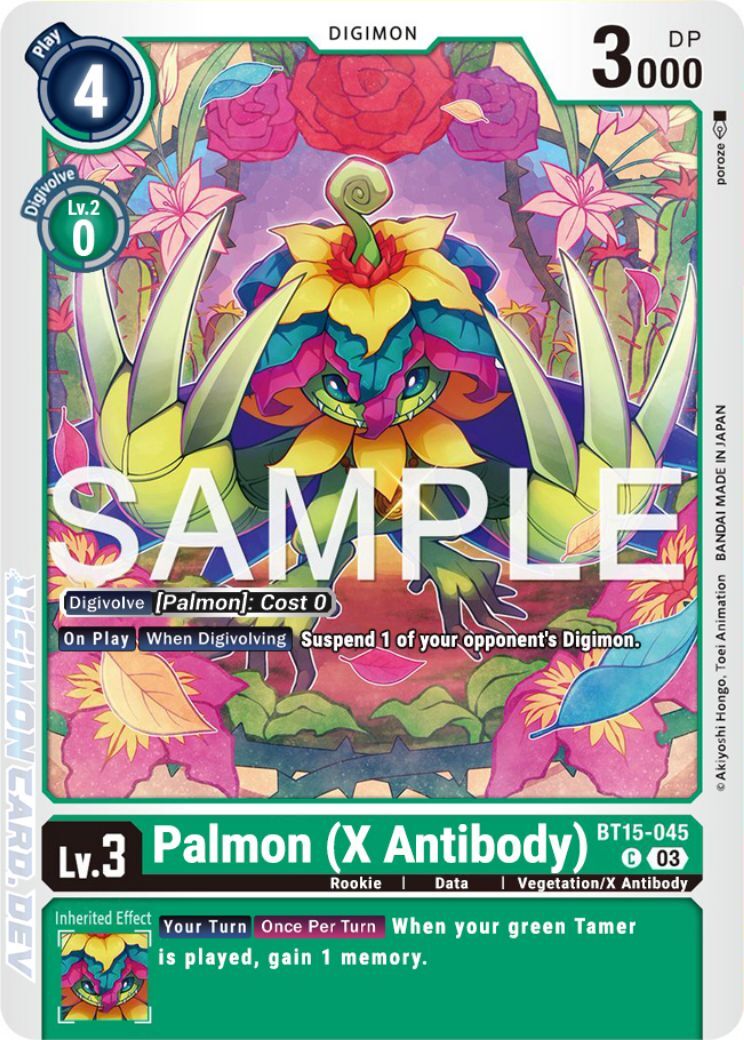 DIGIMON
Play
4
DP
3000
Digivolve
Lv.2
0
poroze
SAMPLE
Digivolve [Palmon]: Cost 0
On Play When Digivolving Suspend 1 of your opponent's Digimon.
© Akiyoshi Hongo, Toei Animation BANDAI MADE IN JAPAN
DIGIMONCARD.DEV
Lv.3
Palmon (X Antibody)
BT15-045
C 03
Rookie | Data | Vegetation/X Antibody
Inherited Effect
Your Turn Once Per Turn When your green Tamer
is played, gain 1 memory.